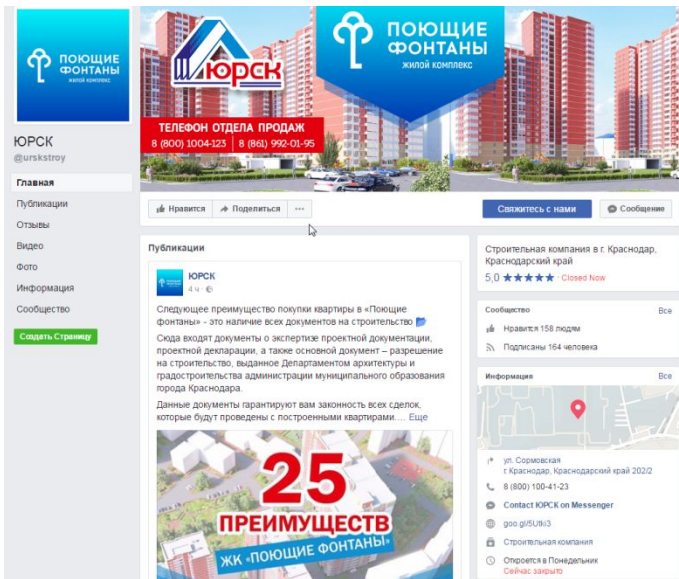 ПОЮЩИЕ
ФОНТАНЫ
жилой комплекс
ЮРСК
ПОЮЩИЕ
ФОНТАНЫ
жилой комплекс
ТЕЛЕФОН ОТДЕЛА ПРОДАЖ
8 (800) 1004-123 8 (861) 992-01-95
ЮРСК
@urskstroy
Главная
Публикации
Отзывы
Видео
Фото
Информация
Сообщество
Создать Страницу
Нравится Поделиться ...
Свяжитесь с нами Сообщение
Публикации
ЮРСК
4 ч ·
Следующее преимущество покупки квартиры в «Поющие
фонтаны» - это наличие всех документов на строительство
Сюда входят документы о экспертизе проектной документации,
проектной декларации, а также основной документ – разрешение
на строительство, выданное Департаментом архитектуры и
градостроительства администрации муниципального образования
города Краснодара.
Данные документы гарантируют вам законность всех сделок,
которые будут проведены с построенными квартирами.... Еще
25
ПРЕИМУЩЕСТВ
ЖК «ПОЮЩИЕ ФОНТАНЫ»
Строительная компания в г. Краснодар,
Краснодарский край
5,0 ★★★★★ · Closed Now
Сообщество Все
Нравится 158 людям
Подписаны 164 человека
Информация Все
ул. Сормовская
г. Краснодар, Краснодарский край 202/2
8 (800) 100-41-23
Contact ЮРСК on Messenger
goo.gl/5Utki3
Строительная компания
Откроется в Понедельник
Сейчас закрыто